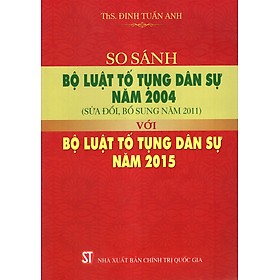 ThS. ĐINH TUẤN ANH
SO SÁNH
BỘ LUẬT TỐ TỤNG DÂN SỰ
NĂM 2004
(SỬA ĐỔI, BỔ SUNG NĂM 2011)
VỚI
BỘ LUẬT TỐ TỤNG DÂN SỰ
NĂM 2015
ST NHÀ XUẤT BẢN CHÍNH TRỊ QUỐC GIA